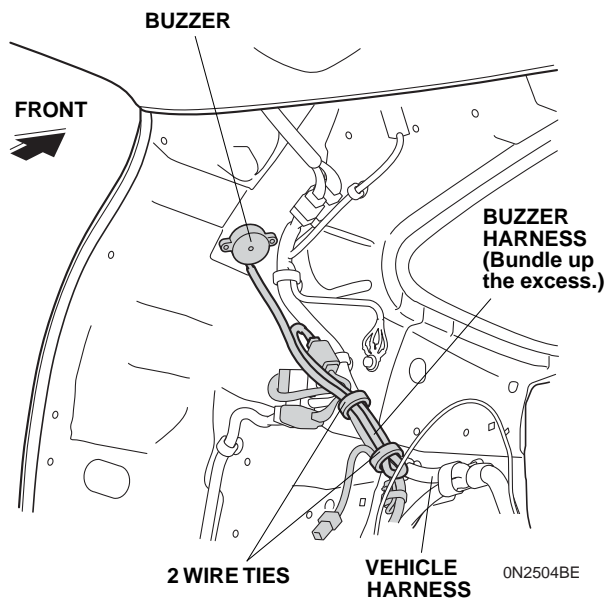 BUZZER
FRONT
BUZZER
HARNESS
(Bundle up
the excess.)
2 WIRE TIES
VEHICLE
HARNESS
0N2504BE